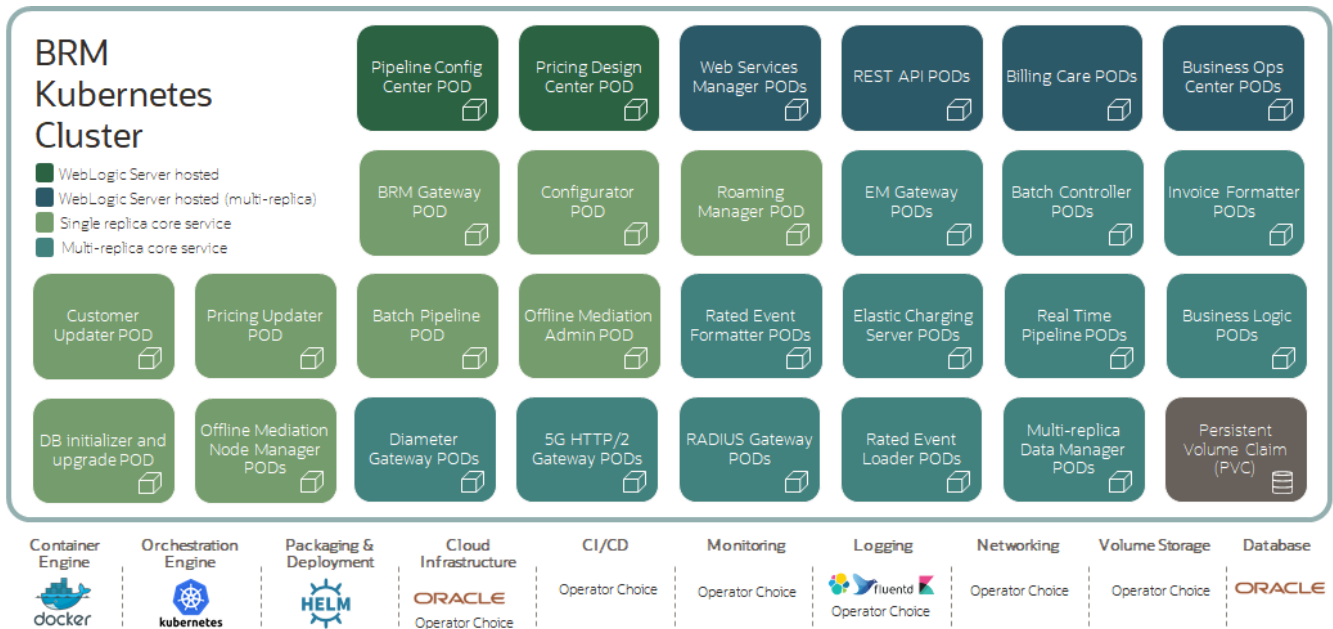 BRM
Kubernetes
Cluster
WebLogic Server hosted
WebLogic Server hosted (multi-replica)
Single replica core service
Multi-replica core service
Pipeline Config
Center POD
Pricing Design
Center POD
Web Services
Manager PODs
REST API PODs
Billing Care PODs
Business Ops
Center PODs
BRM Gateway
POD
Configurator
POD
Roaming
Manager POD
EM Gateway
PODs
Batch Controller
PODs
Invoice Formatter
PODs
Customer
Updater POD
Pricing Updater
POD
Batch Pipeline
POD
Offline Mediation
Admin POD
Rated Event
Formatter PODs
Elastic Charging
Server PODs
Real Time
Pipeline PODs
Business Logic
PODs
DB initializer and
upgrade POD
Offline Mediation
Node Manager
PODs
Diameter
Gateway PODs
5G HTTP/2
Gateway PODs
RADIUS Gateway
PODs
Rated Event
Loader PODs
Multi-replica
Data Manager
PODs
Persistent
Volume Claim
(PVC)
Container
Engine
docker
Orchestration
Engine
kubernetes
Packaging &
Deployment
HELM
Cloud
Infrastructure
ORACLE
Operator Choice
CI/CD
Operator Choice
Monitoring
Operator Choice
Logging
fluentd
Operator Choice
Networking
Operator Choice
Volume Storage
Operator Choice
Database
ORACLE